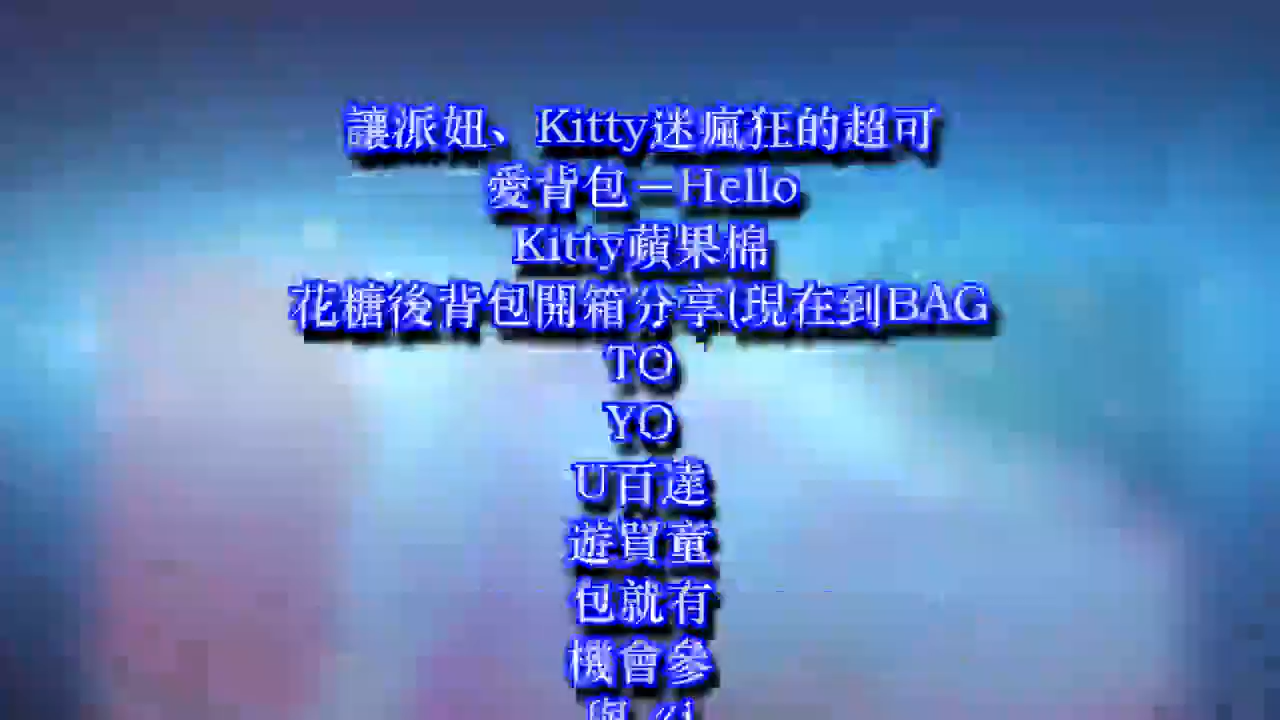 讓派妞、Kitty迷瘋狂的超可
愛背包－Hello
Kitty蘋果棉
花糖後背包開箱分享(現在到BAG
TO
YO
U百達
遊買童
包就有
機會參